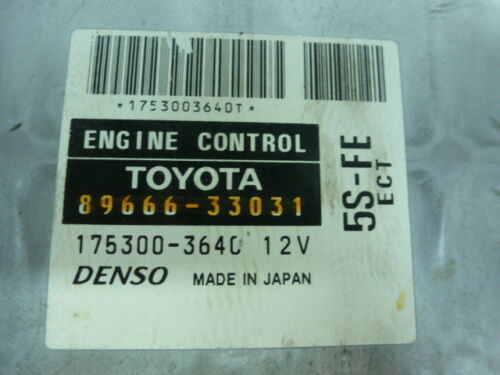 *1753003640T*
ENGINE CONTROL
TOYOTA
89666-33031
175300-3640 12V
DENSO MADE IN JAPAN
5S-FE
ECT